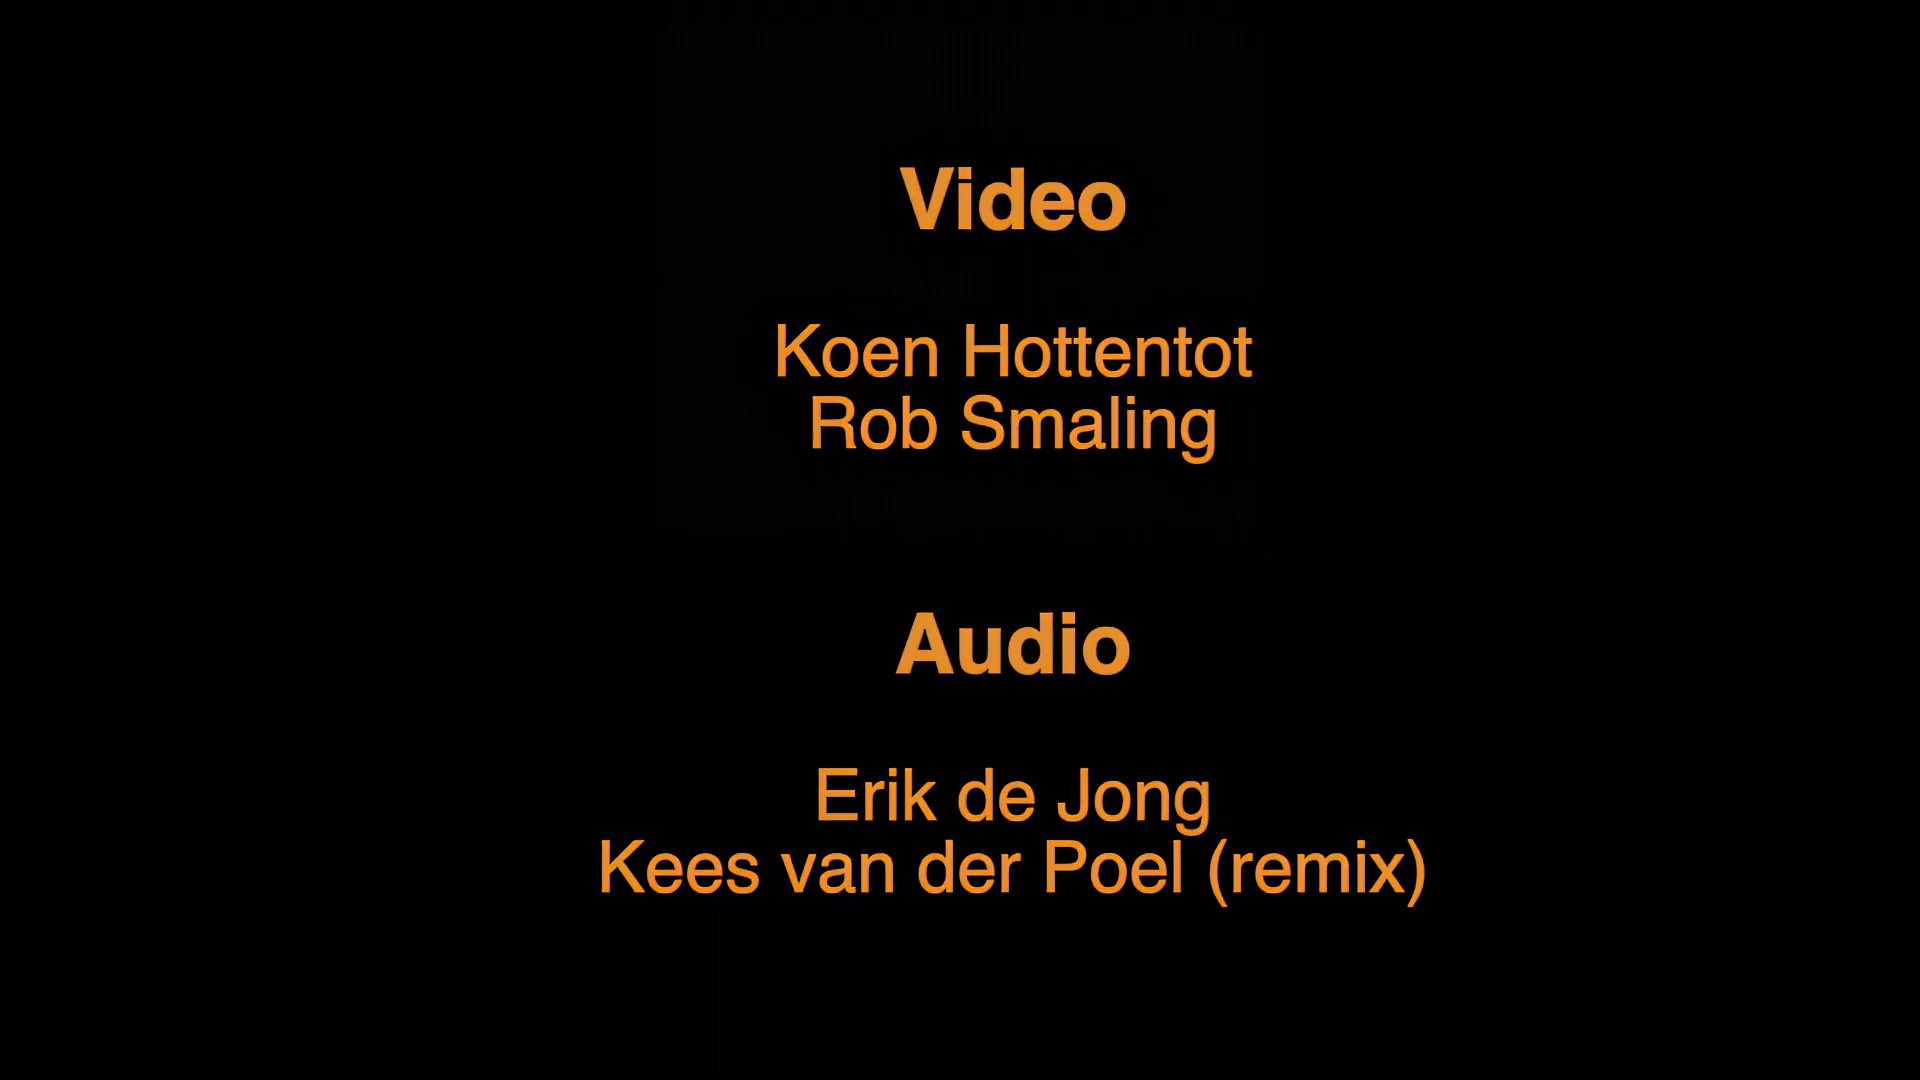 Video
Koen Hottentot
Rob Smaling
Audio
Erik de Jong
Kees van der Poel (remix)